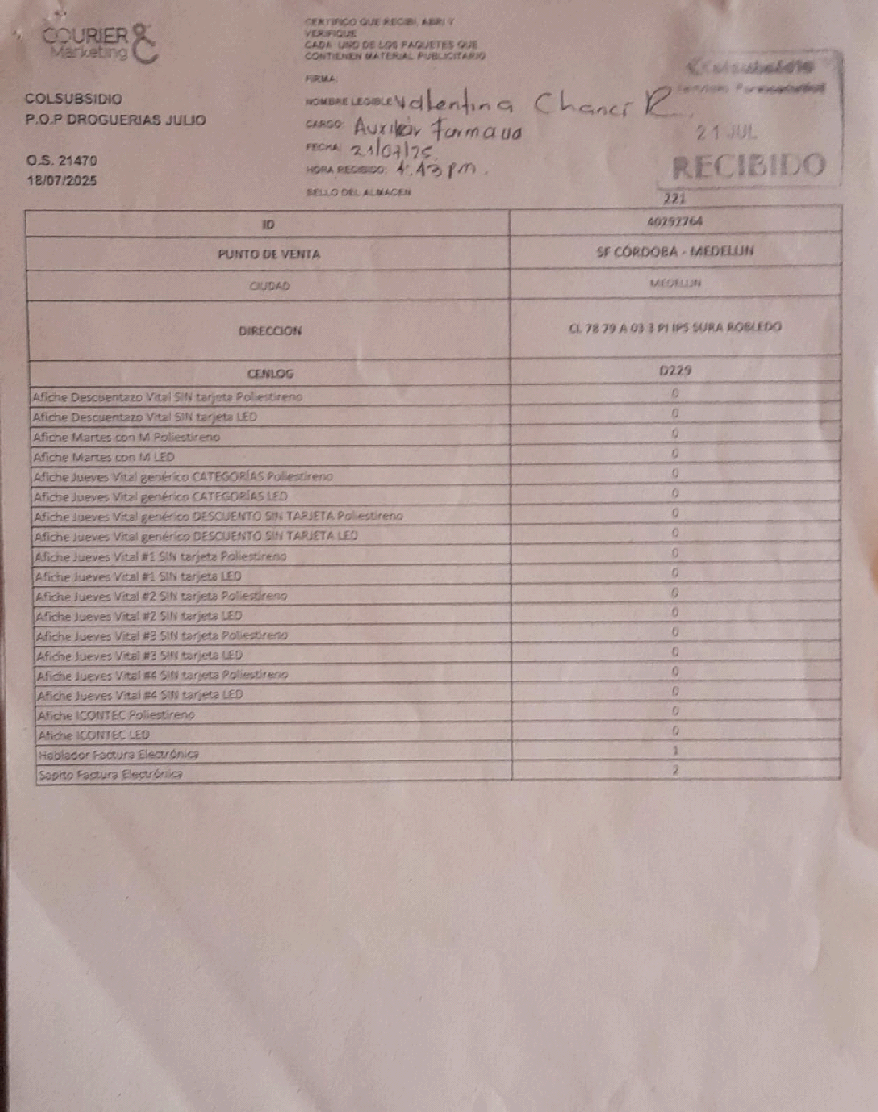 COURIER &
Marketing
COLSUBSIDIO
P.O.P DROGUERIAS JULIO
O.S. 21470
18/07/2025
CERTIFICO QUE RECIBI, ABRI Y
VERIFIQUE
CADA UNO DE LOS PAQUETES QUE
CONTIENEN MATERIAL PUBLICITARIO
FIRMA:
NOMBRE LEGIBLE Valentina Chanci R
CARGO: Auxiliar
FECHA: 21/07/25
HORA RECIBIDO: 4:43 pm.
SELLO DEL ALMACEN
Colsubsidio
21 JUL
RECIBIDO
221
ID 40297764
PUNTO DE VENTA SF CÓRDOBA - MEDELLIN
CIUDAD MEDELLIN
DIRECCION CL 78 79 A 03 3 PI IPS SURA ROBLEDO
CENLOG D229
Afiche Descuentazo Vital SIN tarjeta Poliestireno 0
Afiche Descuentazo Vital SIN tarjeta LED 0
Afiche Martes con M Poliestireno 0
Afiche Martes con M LED 0
Afiche Jueves Vital genérico CATEGORÍAS Poliestireno 0
Afiche Jueves Vital genérico CATEGORÍAS LED 0
Afiche Jueves Vital genérico DESCUENTO SIN TARJETA Poliestireno 0
Afiche Jueves Vital genérico DESCUENTO SIN TARJETA LED 0
Afiche Jueves Vital #1 SIN tarjeta Poliestireno 0
Afiche Jueves Vital #1 SIN tarjeta LED 0
Afiche Jueves Vital #2 SIN tarjeta Poliestireno 0
Afiche Jueves Vital #2 SIN tarjeta LED 0
Afiche Jueves Vital #3 SIN tarjeta Poliestireno 0
Afiche Jueves Vital #3 SIN tarjeta LED 0
Afiche Jueves Vital #4 SIN tarjeta Poliestireno 0
Afiche Jueves Vital #4 SIN tarjeta LED 0
Afiche ICONTEC Poliestireno 0
Afiche ICONTEC LED 0
Hablador Factura Electrónica 1
Sapito Factura Electrónica 2